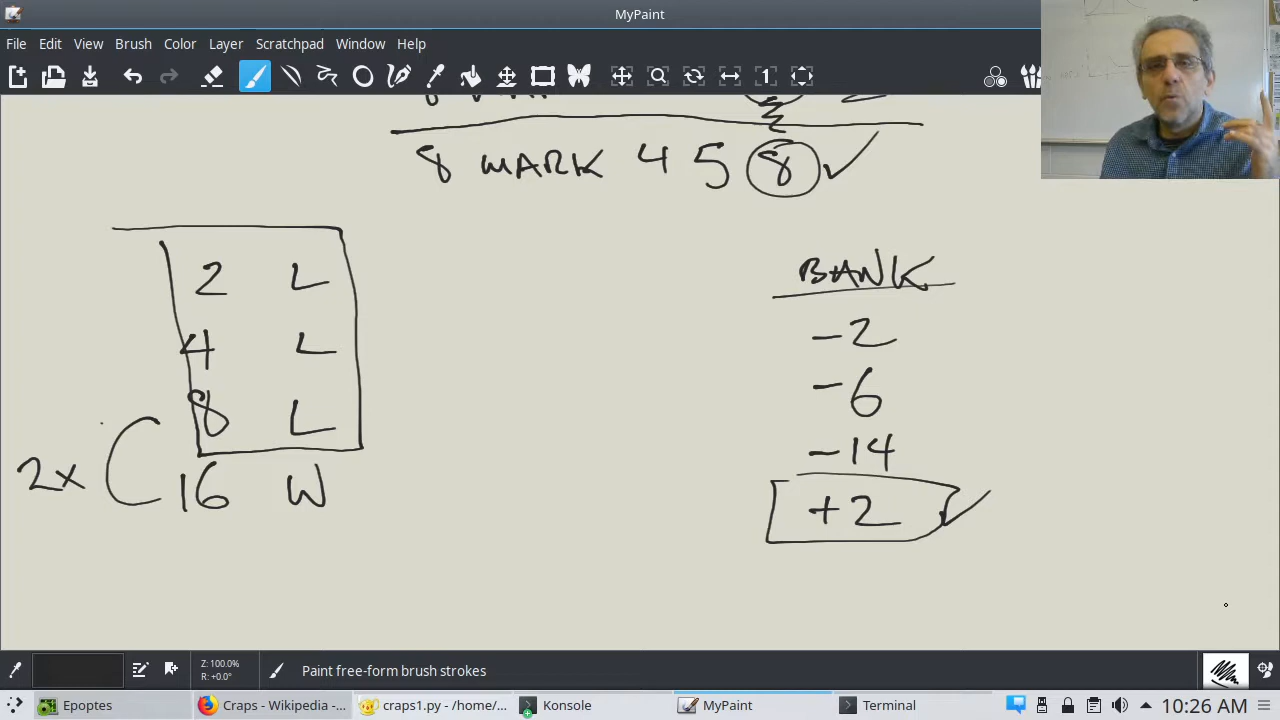 MyPaint
File Edit View Brush Color Layer Scratchpad Window Help
8 MARK 4 5 8
BANK
2 L
-2
4 L
-6
8 L
-14
2x
16 W
+2
Z: 100.0%
R: +0.0°
Paint free-form brush strokes
Epoptes
Craps - Wikipedia -...
craps1.py - /home/...
Konsole
MyPaint
Terminal
10:26 AM